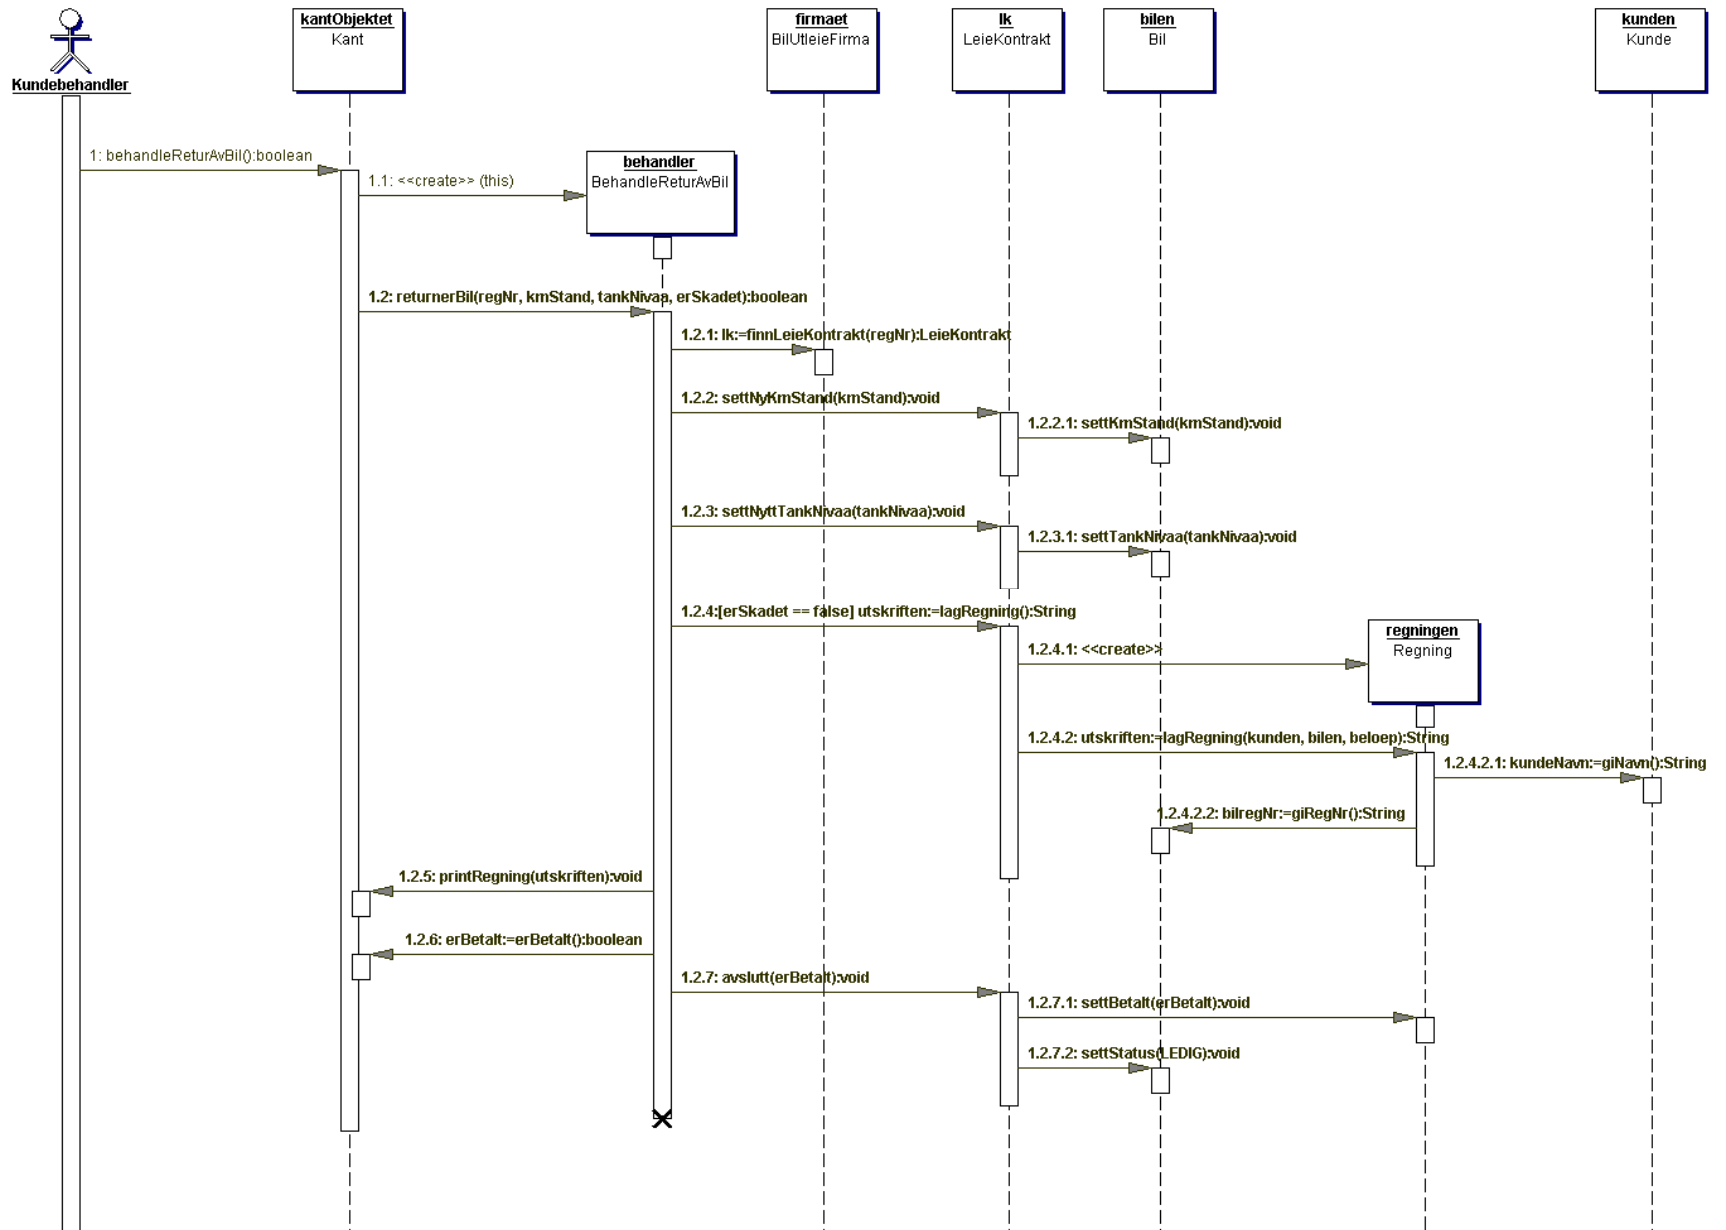 kantObjektet
Kant
firmaet
BilUtleieFirma
lk
LeieKontrakt
bilen
Bil
kunden
Kunde
Kundebehandler
1: behandleReturAvBil():boolean
behandler
BehandleReturAvBil
1.1: <<create>> (this)
1.2: returnerBil(regNr, kmStand, tankNivaa, erSkadet):boolean
1.2.1: lk:=finnLeieKontrakt(regNr):LeieKontrakt
1.2.2: settNyKmStand(kmStand):void
1.2.2.1: settKmStand(kmStand):void
1.2.3: settNyttTankNivaa(tankNivaa):void
1.2.3.1: settTankNivaa(tankNivaa):void
1.2.4:[erSkadet == false] utskriften:=lagRegning():String
regningen
Regning
1.2.4.1: <<create>>
1.2.4.2: utskriften:=lagRegning(kunden, bilen, beloep):String
1.2.4.2.1: kundeNavn:=giNavn():String
1.2.4.2.2: bilregNr:=giRegNr():String
1.2.5: printRegning(utskriften):void
1.2.6: erBetalt:=erBetalt():boolean
1.2.7: avslutt(erBetalt):void
1.2.7.1: settBetalt(erBetalt):void
1.2.7.2: settStatus(LEDIG):void